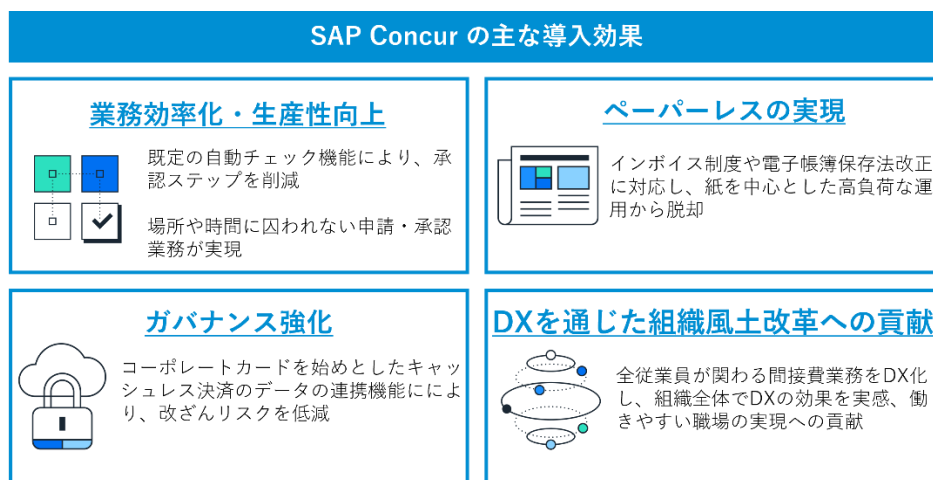 SAP Concur の主な導入効果
業務効率化・生産性向上
既定の自動チェック機能により、承
認ステップを削減
場所や時間に囚われない申請・承認
業務が実現
ペーパーレスの実現
インボイス制度や電子帳簿保存法改正
に対応し、紙を中心とした高負荷な運
用から脱却
ガバナンス強化
コーポレートカードを始めとしたキャッ
シュレス決済のデータの連携機能にによ
り、改ざんリスクを低減
DXを通じた組織風土改革への貢献
全従業員が関わる間接費業務をDX化
し、組織全体でDXの効果を実感、働
きやすい職場の実現への貢献